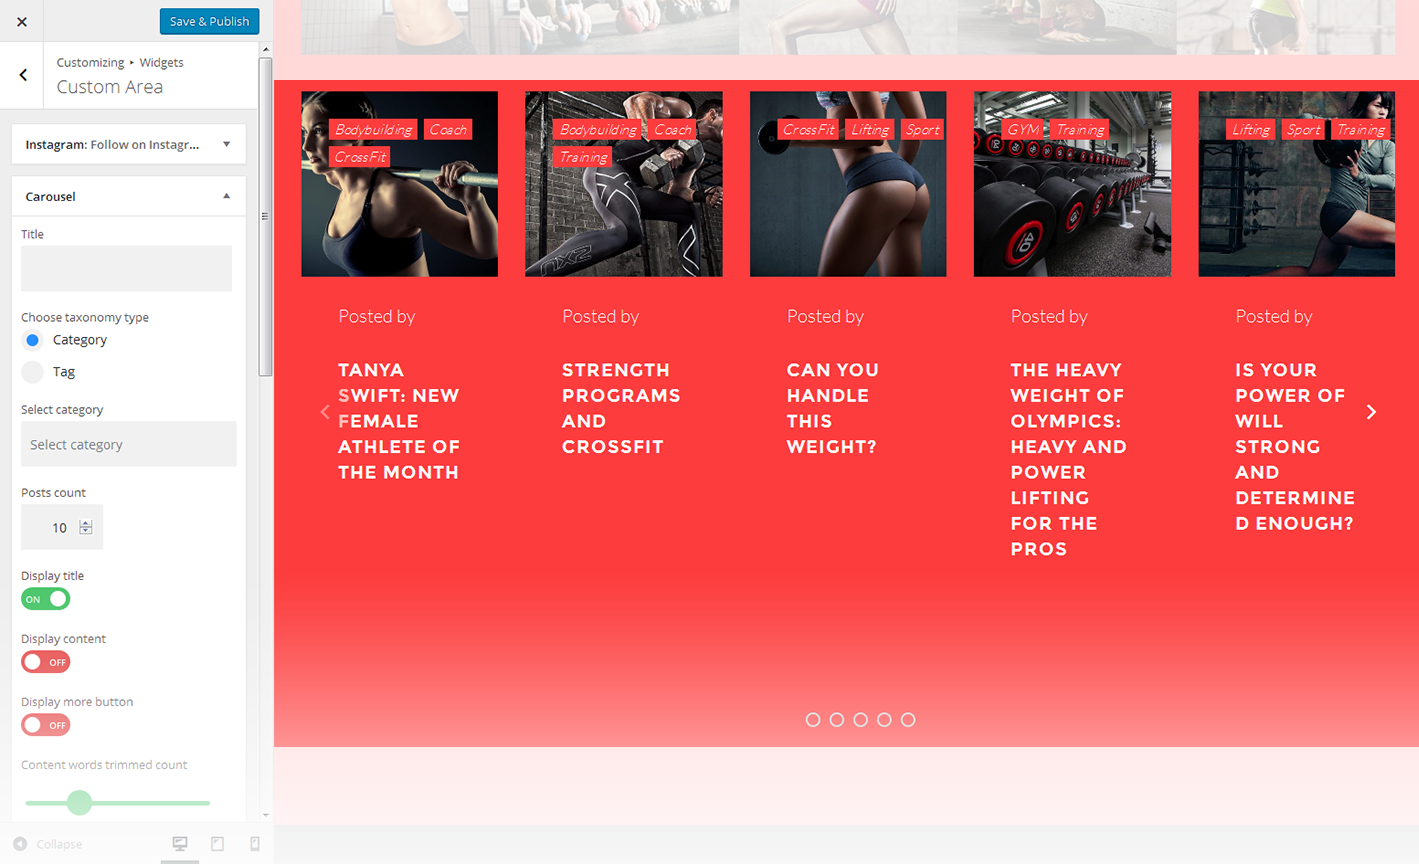 Save & Publish
Customizing ▸ Widgets
Custom Area
Instagram: Follow on Instagr...
Carousel
Title
Choose taxonomy type
Category
Tag
Select category
Select category
Posts count
10
Display title
ON
Display content
OFF
Display more button
OFF
Content words trimmed count
Collapse
Bodybuilding Coach
CrossFit
Posted by
TANYA
SWIFT: NEW
FEMALE
ATHLETE OF
THE MONTH
Bodybuilding Coach
Training
Posted by
STRENGTH
PROGRAMS
AND
CROSSFIT
CrossFit Lifting Sport
Posted by
CAN YOU
HANDLE
THIS
WEIGHT?
GYM Training
40
Posted by
THE HEAVY
WEIGHT OF
OLYMPICS:
HEAVY AND
POWER
LIFTING
FOR THE
PROS
Lifting Sport Training
Posted by
IS YOUR
POWER OF
WILL
STRONG
AND
DETERMINE
D ENOUGH?